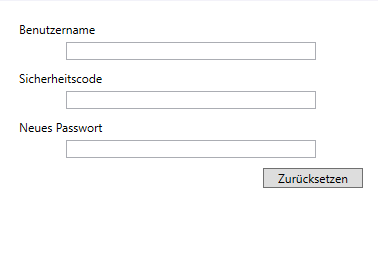 Benutzername
Sicherheitscode
Neues Passwort
Zurücksetzen